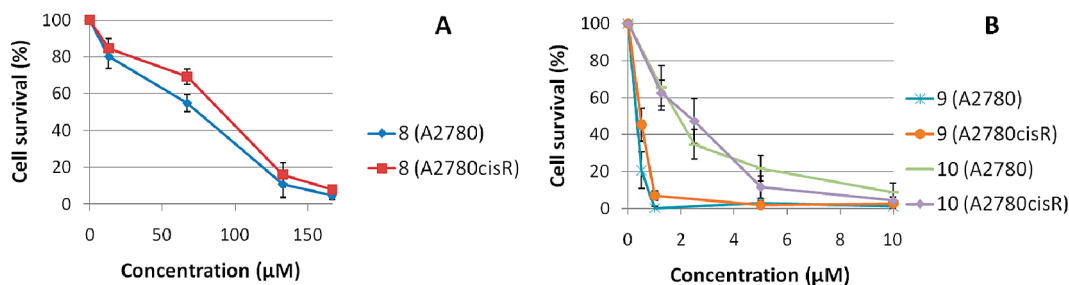 A
Cell survival (%)
100
80
60
40
20
0
0
50
100
150
Concentration (µM)
8 (A2780)
8 (A2780cisR)
B
Cell survival (%)
100
80
60
40
20
0
0
2
4
6
8
10
Concentration (µM)
9 (A2780)
9 (A2780cisR)
10 (A2780)
10 (A2780cisR)